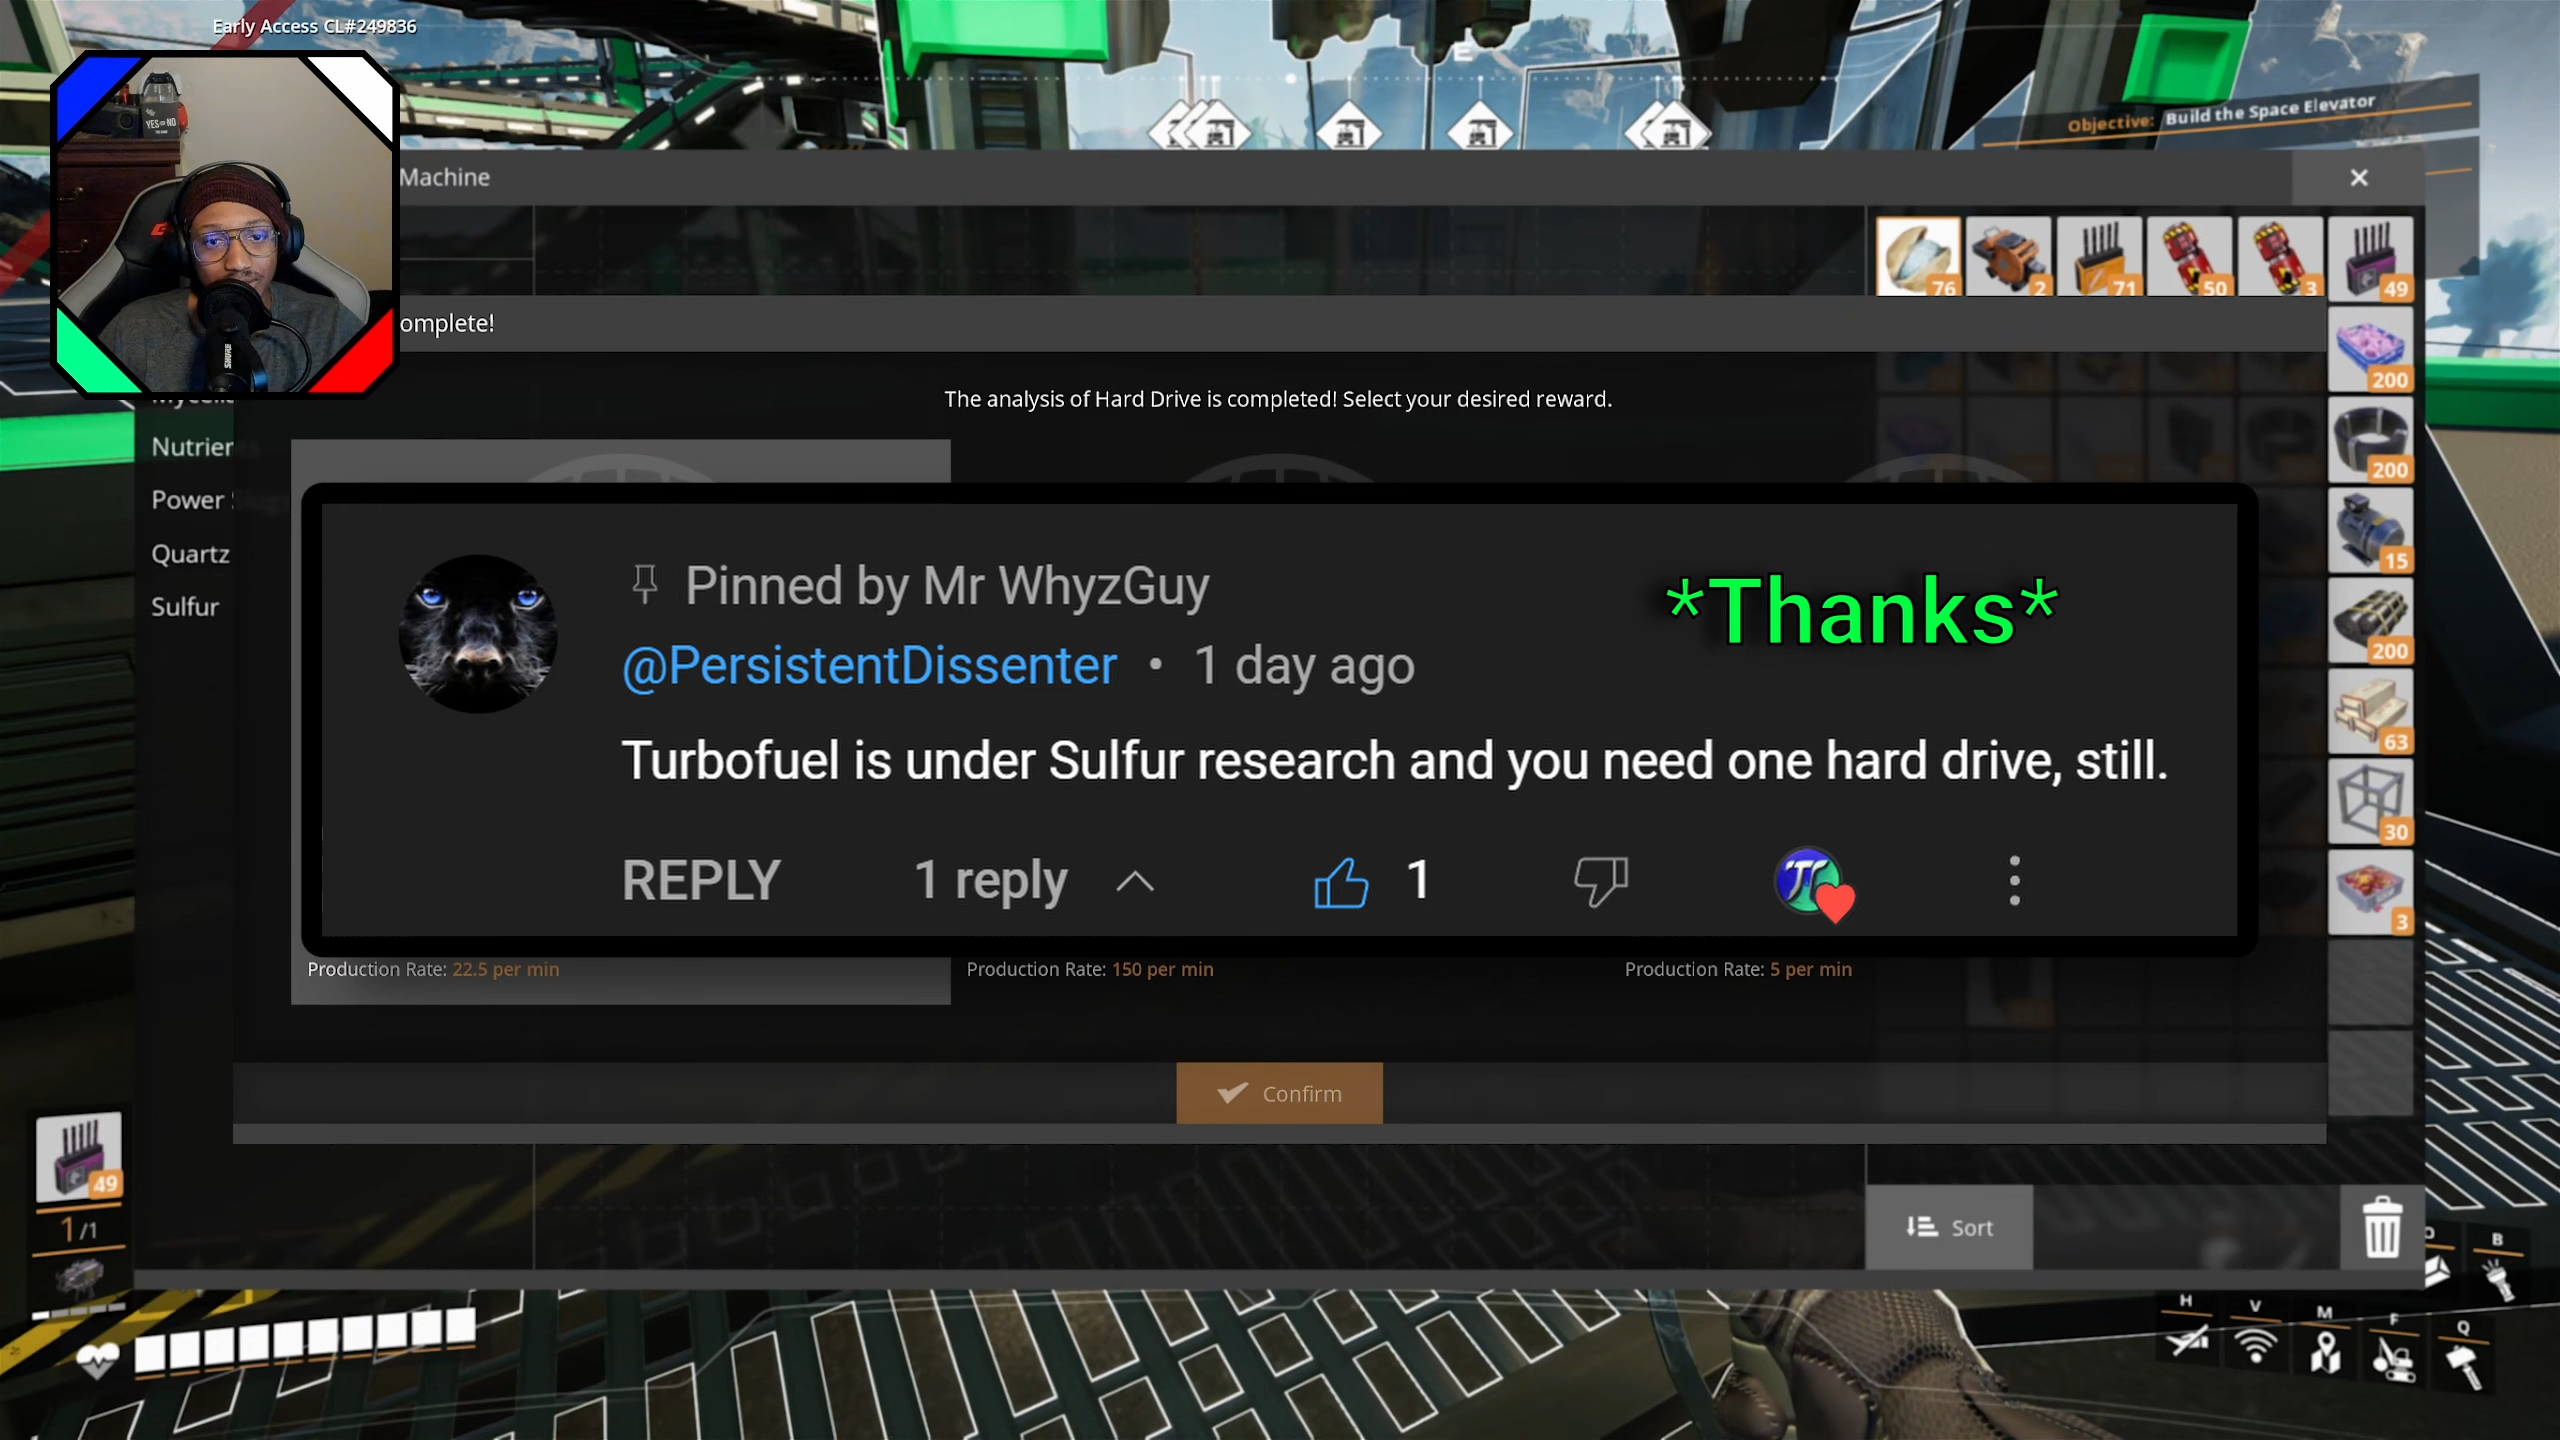 Early Access CL#249836
E
Objective: Build the Space Elevator
YES OR NO
Machine
76
2
71
50
3
49
omplete!
200
The analysis of Hard Drive is completed! Select your desired reward.
Nutrien
200
Power
Quartz
15
Sulfur
Pinned by Mr WhyzGuy
*Thanks*
@PersistentDissenter • 1 day ago
200
Turbofuel is under Sulfur research and you need one hard drive, still.
63
30
REPLY
1 reply
1
3
Production Rate: 22.5 per min
Production Rate: 150 per min
Production Rate: 5 per min
Confirm
49
1/1
Sort
B
H
V
M
F
Q
SHURE